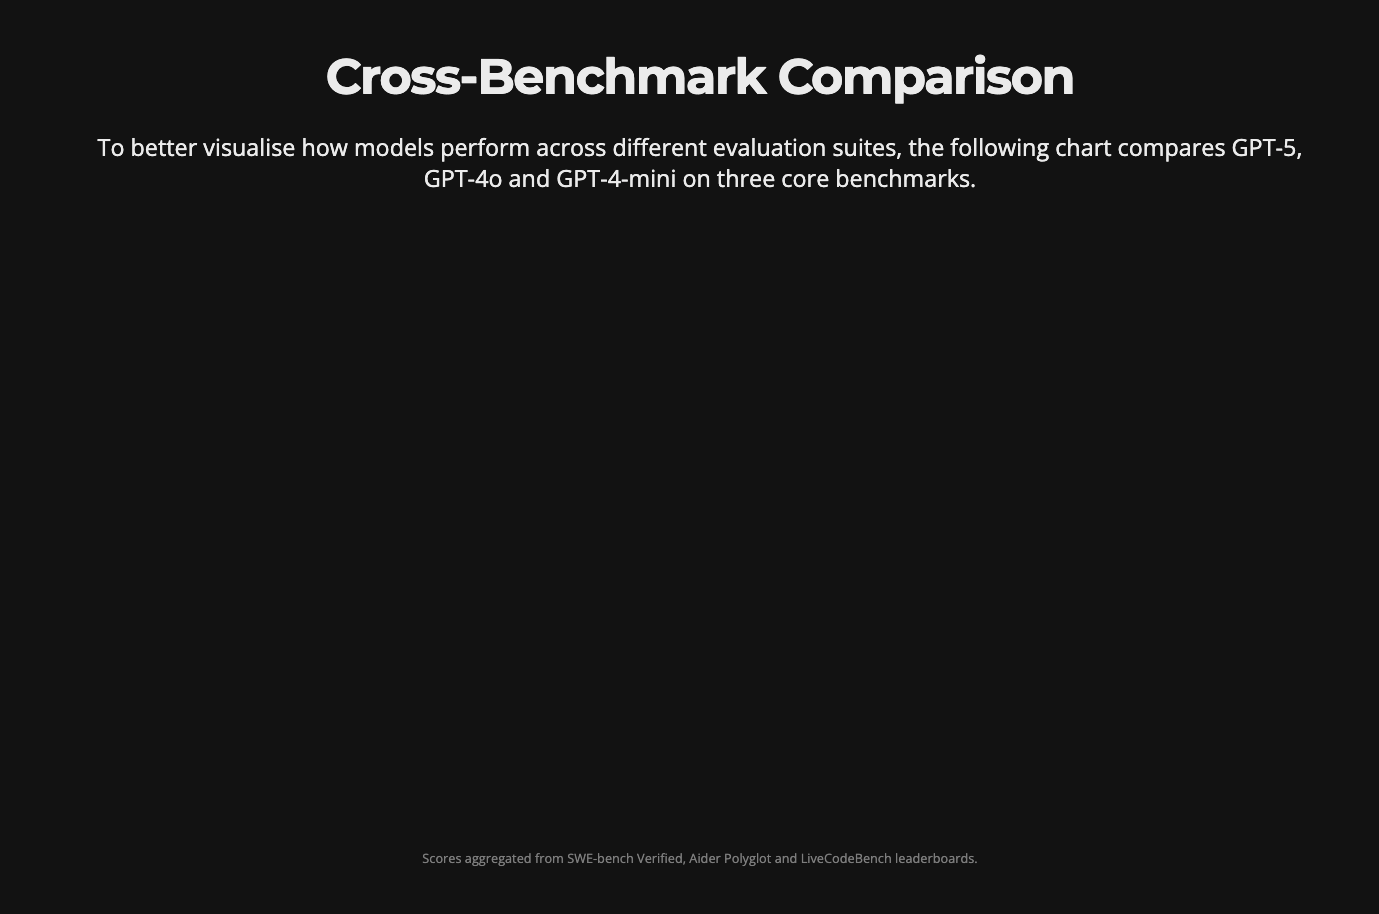 Cross-Benchmark Comparison
To better visualise how models perform across different evaluation suites, the following chart compares GPT-5,
GPT-4o and GPT-4-mini on three core benchmarks.
Scores aggregated from SWE-bench Verified, Aider Polyglot and LiveCodeBench leaderboards.